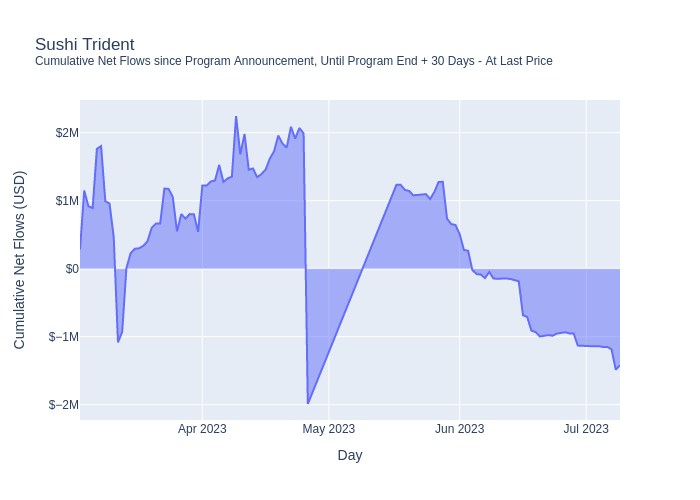 Sushi Trident
Cumulative Net Flows since Program Announcement, Until Program End + 30 Days - At Last Price
Cumulative Net Flows (USD)
$2M
$1M
$0
$−1M
$−2M
Apr 2023
May 2023
Jun 2023
Jul 2023
Day